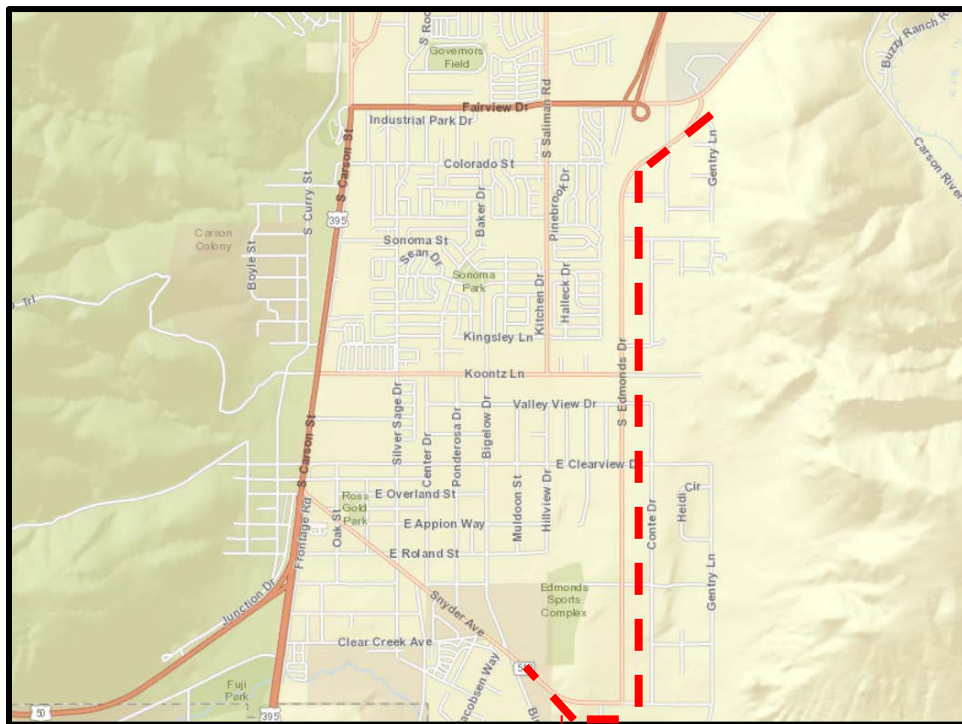 S Roo
Buzzy Ranch R
Governors
Field
Fairview Dr
Industrial Park Dr
S Saliman Rd
Colorado St
S Carson St
S Curry St
Gentry Ln
Carson River
Baker Dr
Pinebrook Dr
395
Carson
Colony
Boyle St
Sonoma St
Sean Dr
Sonoma
Park
Kitchen Dr
Halleck Dr
Trl
Kingsley Ln
S Edmonds Dr
Koontz Ln
Silver Sage Dr
Center Dr
Ponderosa Dr
Bigelow Dr
Valley View Dr
S Carson St
E Clearview D
E Overland St
Ross
Gold
Park
Oak St
Muldoon St
Hillview Dr
Cir
Heidi
Conte Dr
Frontage Rd
E Appion Way
E Roland St
Gentry Ln
Junction Dr
Snyder Ave
Edmonds
Sports
Complex
Clear Creek Ave
acobsen Way
Fuji
Park
50
395